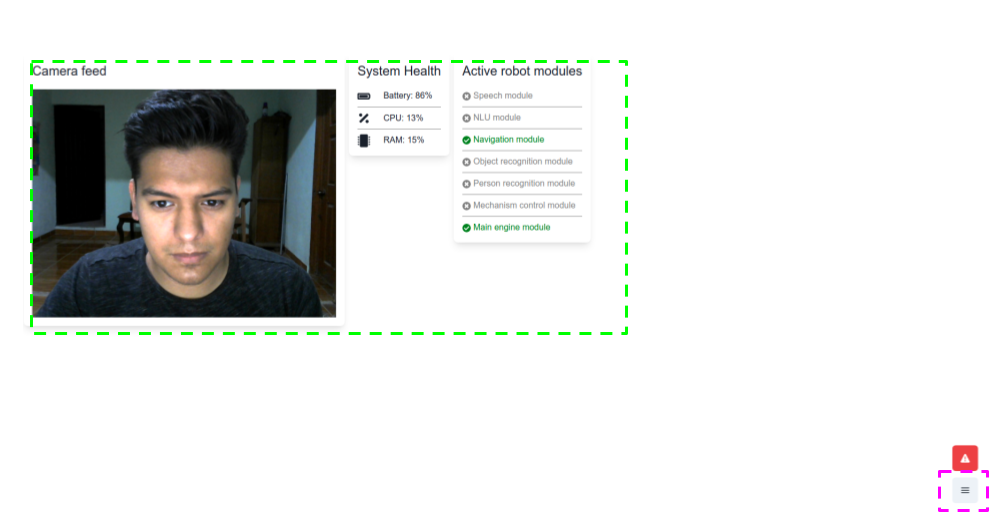 Camera feed
System Health
Battery: 86%
CPU: 13%
RAM: 15%
Active robot modules
Speech module
NLU module
Navigation module
Object recognition module
Person recognition module
Mechanism control module
Main engine module